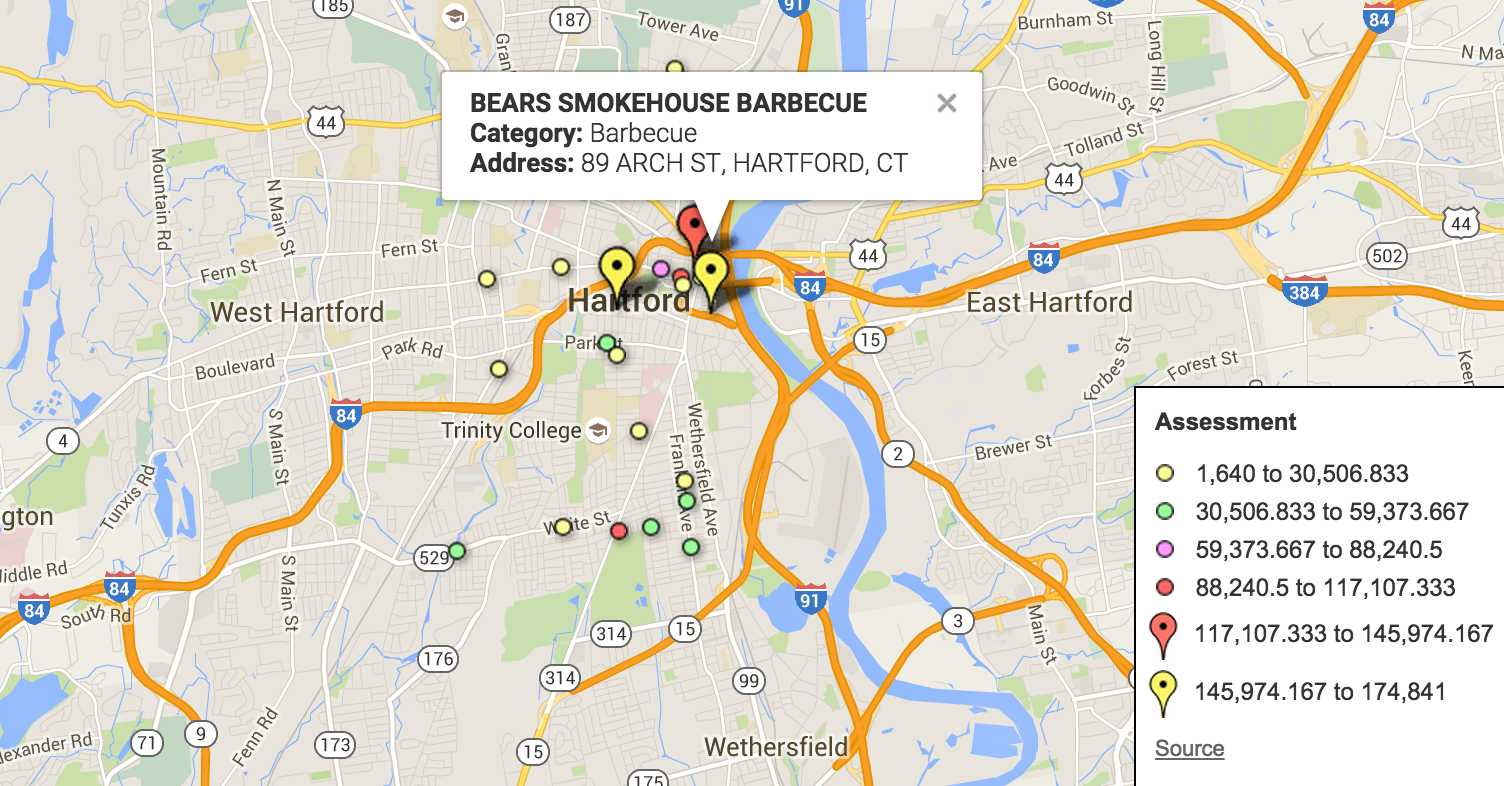 185
187
Tower Ave
91
Burnham St
Long Hill St
84
N Ma
Gran
44
Goodwin St
Tolland St
BEARS SMOKEHOUSE BARBECUE
Category: Barbecue
Address: 89 ARCH ST, HARTFORD, CT
Ave
44
Mountain Rd
N Main St
44
Fern St
Fern St
44
84
502
84
384
West Hartford
Hartford
East Hartford
15
Park
Park Rd
Boulevard
Forbes St
Forest St
Keer
84
4
S Main St
Trinity College
Wethersfield Ave
Brewer St
2
Tunxis Rd
gton
529
84
84
iddle Rd
South Rd
S Main St
91
3
Main St
314
15
176
314
99
Fenn Rd
9
71
173
15
lexander Rd
Wethersfield
175
Assessment
1,640 to 30,506.833
30,506.833 to 59,373.667
59,373.667 to 88,240.5
88,240.5 to 117,107.333
117,107.333 to 145,974.167
145,974.167 to 174,841
Source